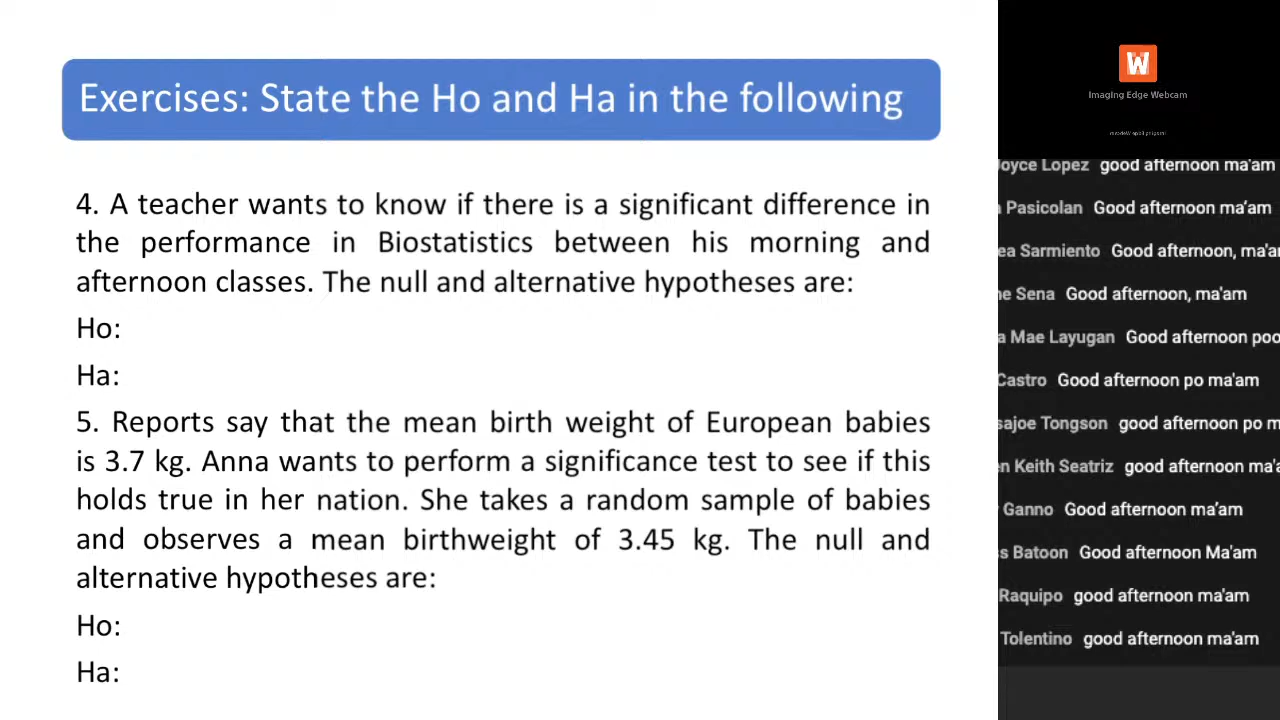 Exercises: State the Ho and Ha in the following
4. A teacher wants to know if there is a significant difference in
the performance in Biostatistics between his morning and
afternoon classes. The null and alternative hypotheses are:
Ho:
Ha:
5. Reports say that the mean birth weight of European babies
is 3.7 kg. Anna wants to perform a significance test to see if this
holds true in her nation. She takes a random sample of babies
and observes a mean birthweight of 3.45 kg. The null and
alternative hypotheses are:
Ho:
Ha:
W
Imaging Edge Webcam
Joyce Lopez good afternoon ma'am
Pasicolan Good afternoon ma’am
Sarmiento Good afternoon,
Sena Good afternoon, ma'am
Mae Layugan Good afternoon
Castro Good afternoon po ma'am
Tongson good afternoon po
Keith Seatriz good afternoon
Ganno Good afternoon ma’am
Batoon Good afternoon Ma'am
Raquipo good afternoon ma'am
Tolentino good afternoon ma'am